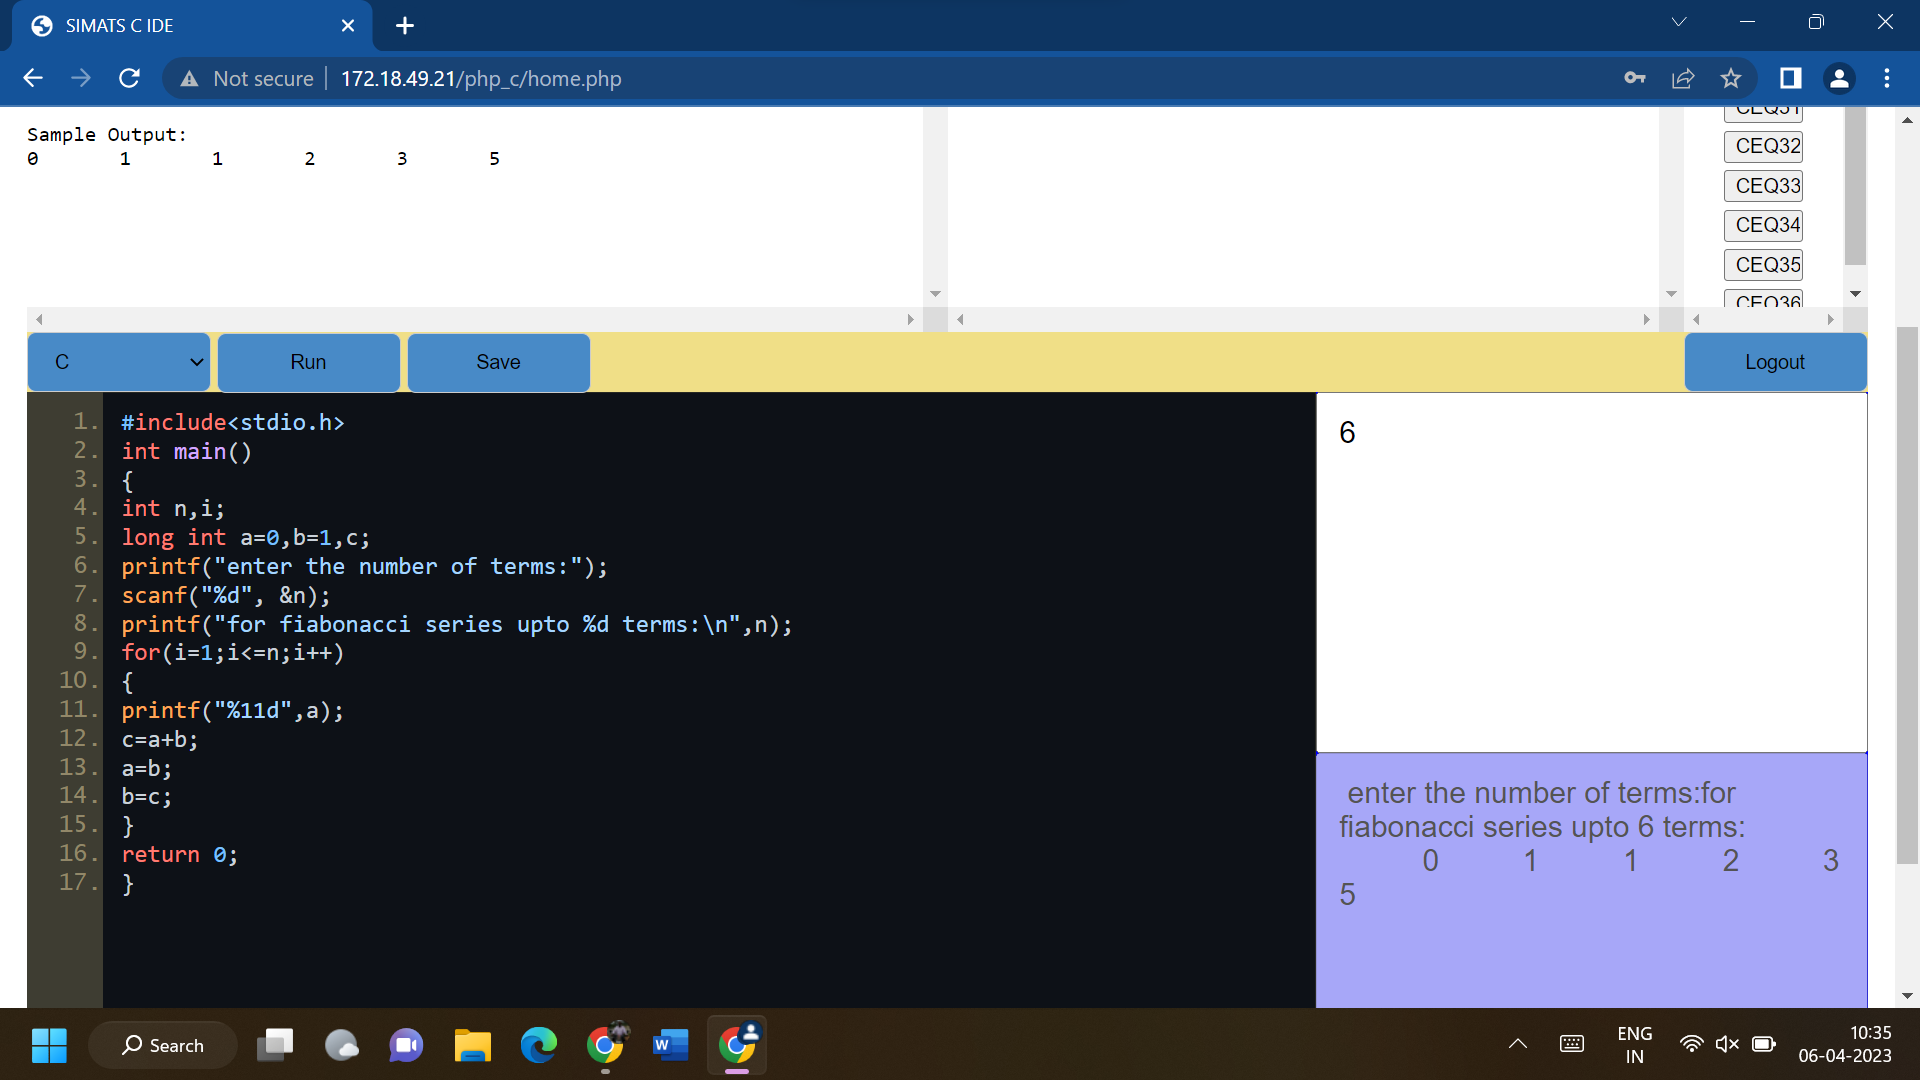 SIMATS C IDE
Not secure 172.18.49.21/php_c/home.php
Sample Output:
0 1 1 2 3 5
CEQ31
CEQ32
CEQ33
CEQ34
CEQ35
CEQ36
C Run Save Logout
1. #include<stdio.h>
2. int main()
3. {
4. int n,i;
5. long int a=0,b=1,c;
6. printf("enter the number of terms:");
7. scanf("%d", &n);
8. printf("for fiabonacci series upto %d terms:\n",n);
9. for(i=1;i<=n;i++)
10. {
11. printf("%11d",a);
12. c=a+b;
13. a=b;
14. b=c;
15. }
16. return 0;
17. }
6
enter the number of terms:for
fiabonacci series upto 6 terms:
0 1 1 2 3
5
Search
ENG
IN
10:35
06-04-2023